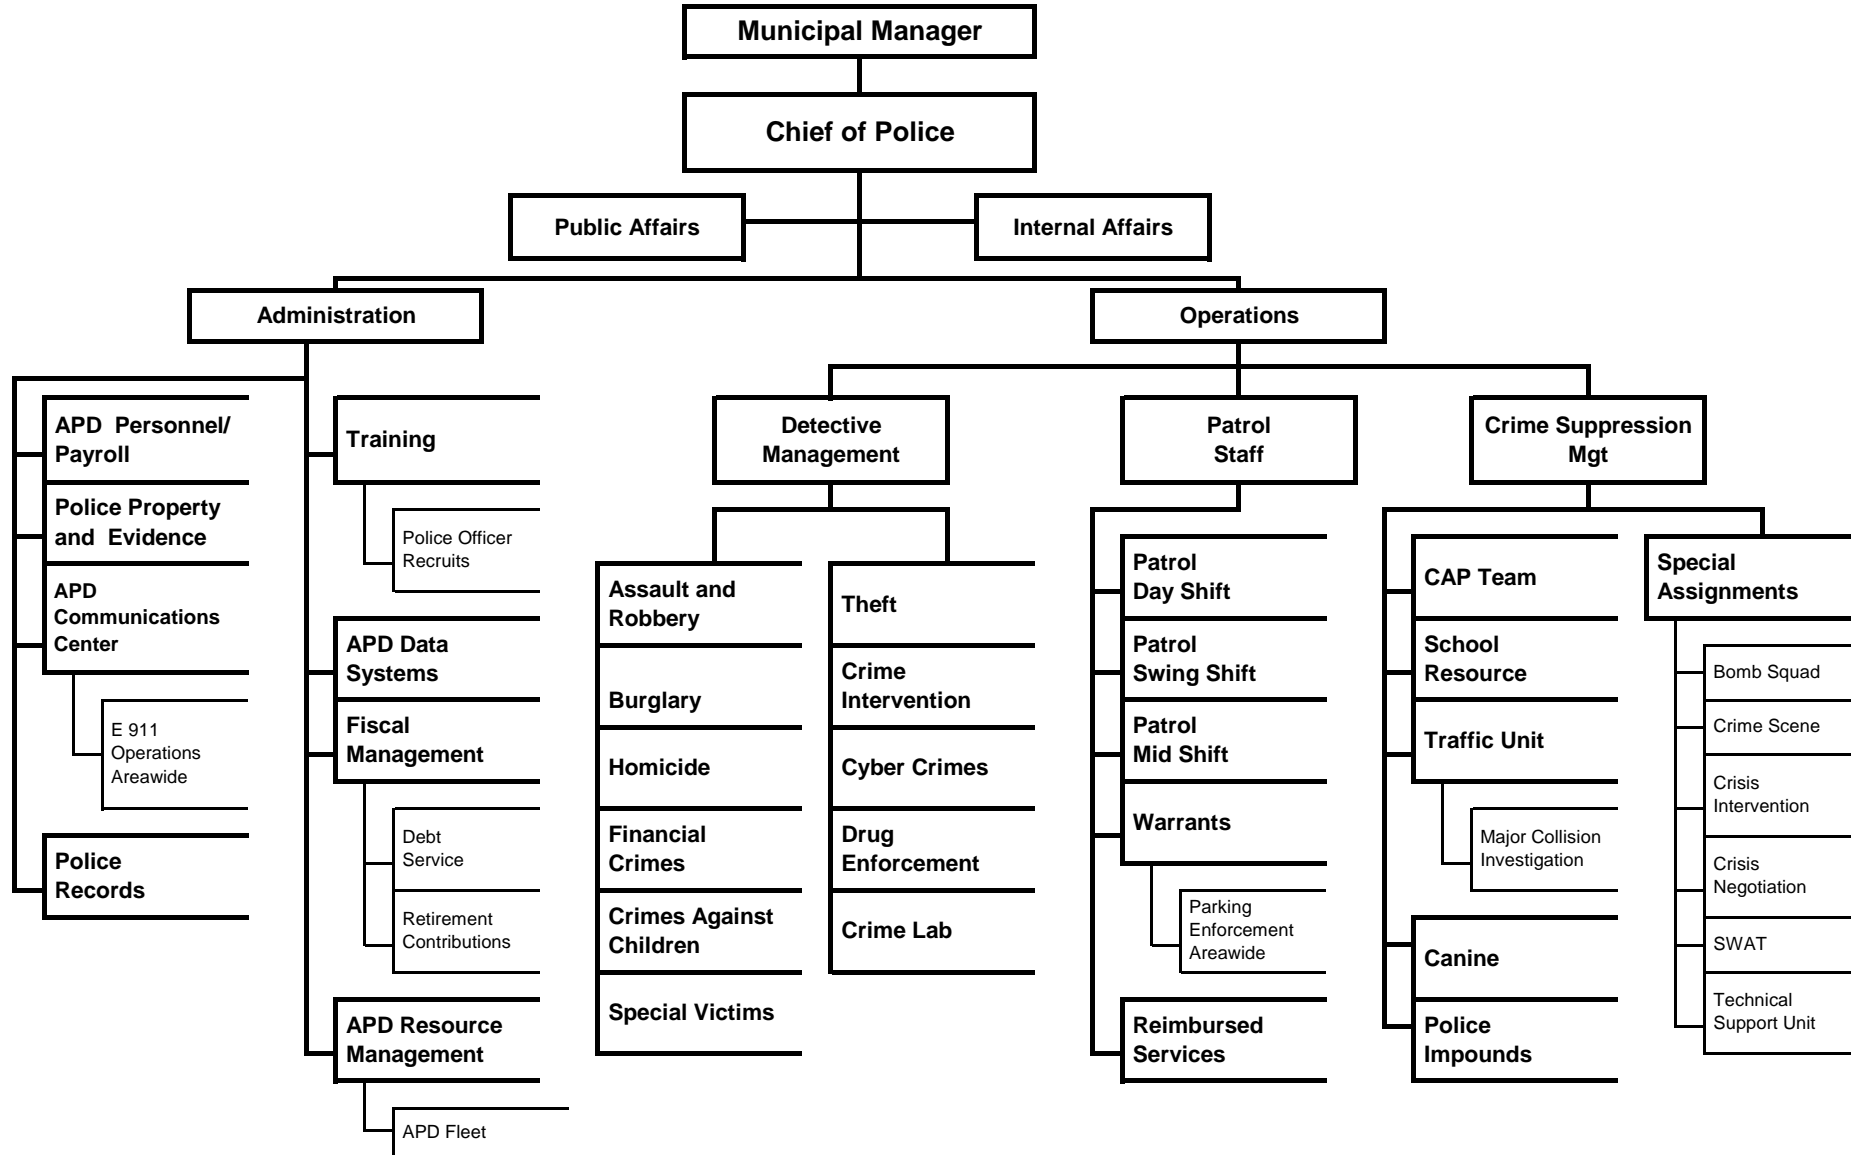 Municipal Manager
Chief of Police
Public Affairs
Internal Affairs
Administration
Operations
APD  Personnel/
Payroll
Police Property
and  Evidence
APD
Communications
Center
E 911
Operations
Areawide
Police
Records
Training
Police Officer
Recruits
APD Data
Systems
Fiscal
Management
Debt
Service
Retirement
Contributions
APD Resource
Management
APD Fleet
Detective
Management
Assault and
Robbery
Burglary
Homicide
Financial
Crimes
Crimes Against
Children
Special Victims
Theft
Crime
Intervention
Cyber Crimes
Drug
Enforcement
Crime Lab
Patrol
Staff
Patrol
Day Shift
Patrol
Swing Shift
Patrol
Mid Shift
Warrants
Parking
Enforcement
Areawide
Reimbursed
Services
Crime Suppression
Mgt
CAP Team
School
Resource
Traffic Unit
Major Collision
Investigation
Canine
Police
Impounds
Special
Assignments
Bomb Squad
Crime Scene
Crisis
Intervention
Crisis
Negotiation
SWAT
Technical
Support Unit